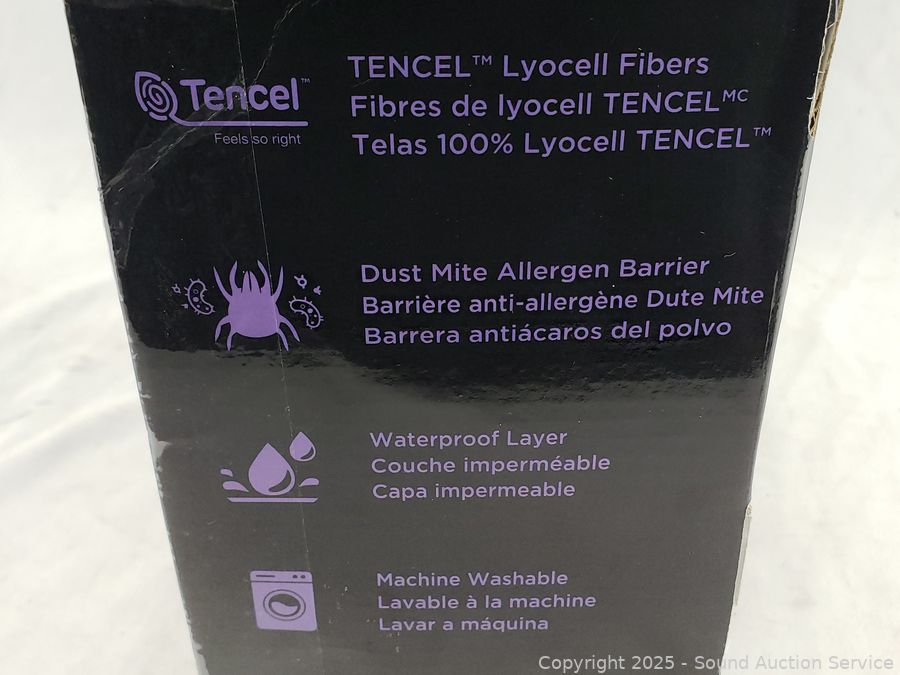 Tencel™
Feels so right
TENCEL™ Lyocell Fibers
Fibres de lyocell TENCELᴹᶜ
Telas 100% Lyocell TENCEL™
Dust Mite Allergen Barrier
Barrière anti-allergène Dute Mite
Barrera antiácaros del polvo
Waterproof Layer
Couche imperméable
Capa impermeable
Machine Washable
Lavable à la machine
Lavar a máquina
Copyright 2025 - Sound Auction Service